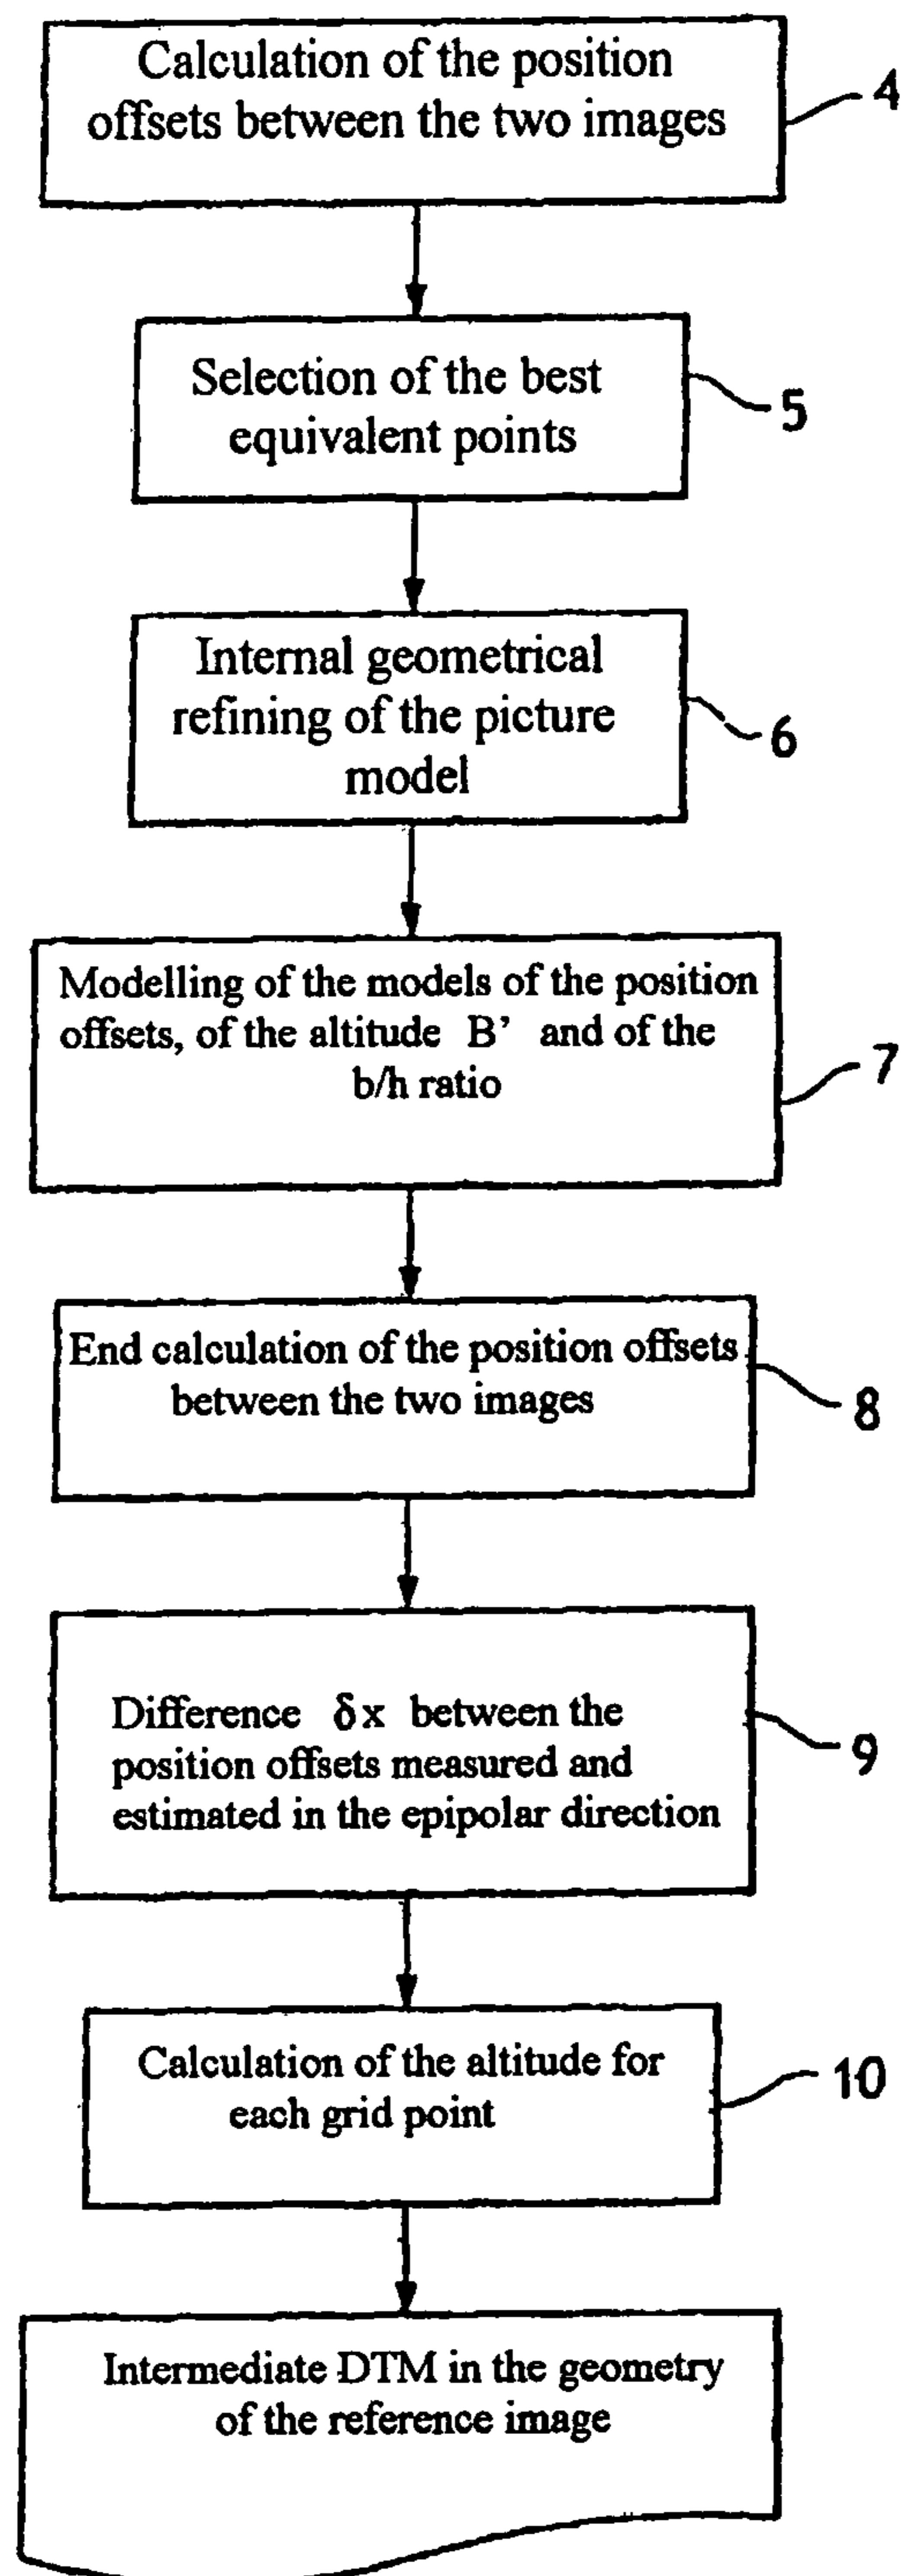 Calculation of the position
offsets between the two images
4
Selection of the best
equivalent points
5
Internal geometrical
refining of the picture
model
6
Modelling of the models of the position
offsets, of the altitude B’ and of the
b/h ratio
7
End calculation of the position offsets
between the two images
8
Difference δx between the
position offsets measured and
estimated in the epipolar direction
9
Calculation of the altitude for
each grid point
10
Intermediate DTM in the geometry
of the reference image